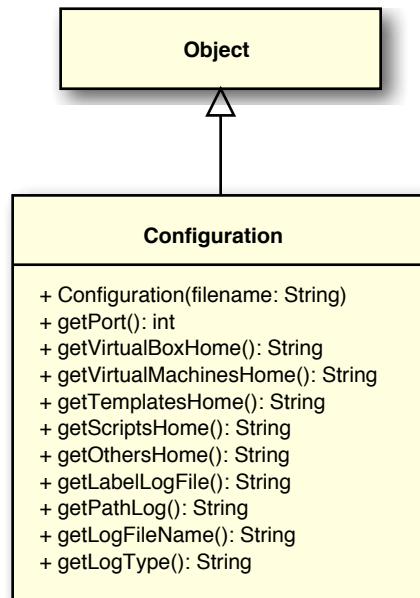 Object
Configuration
+ Configuration(filename: String)
+ getPort(): int
+ getVirtualBoxHome(): String
+ getVirtualMachinesHome(): String
+ getTemplatesHome(): String
+ getScriptsHome(): String
+ getOthersHome(): String
+ getLabelLogFile(): String
+ getPathLog(): String
+ getLogFileName(): String
+ getLogType(): String